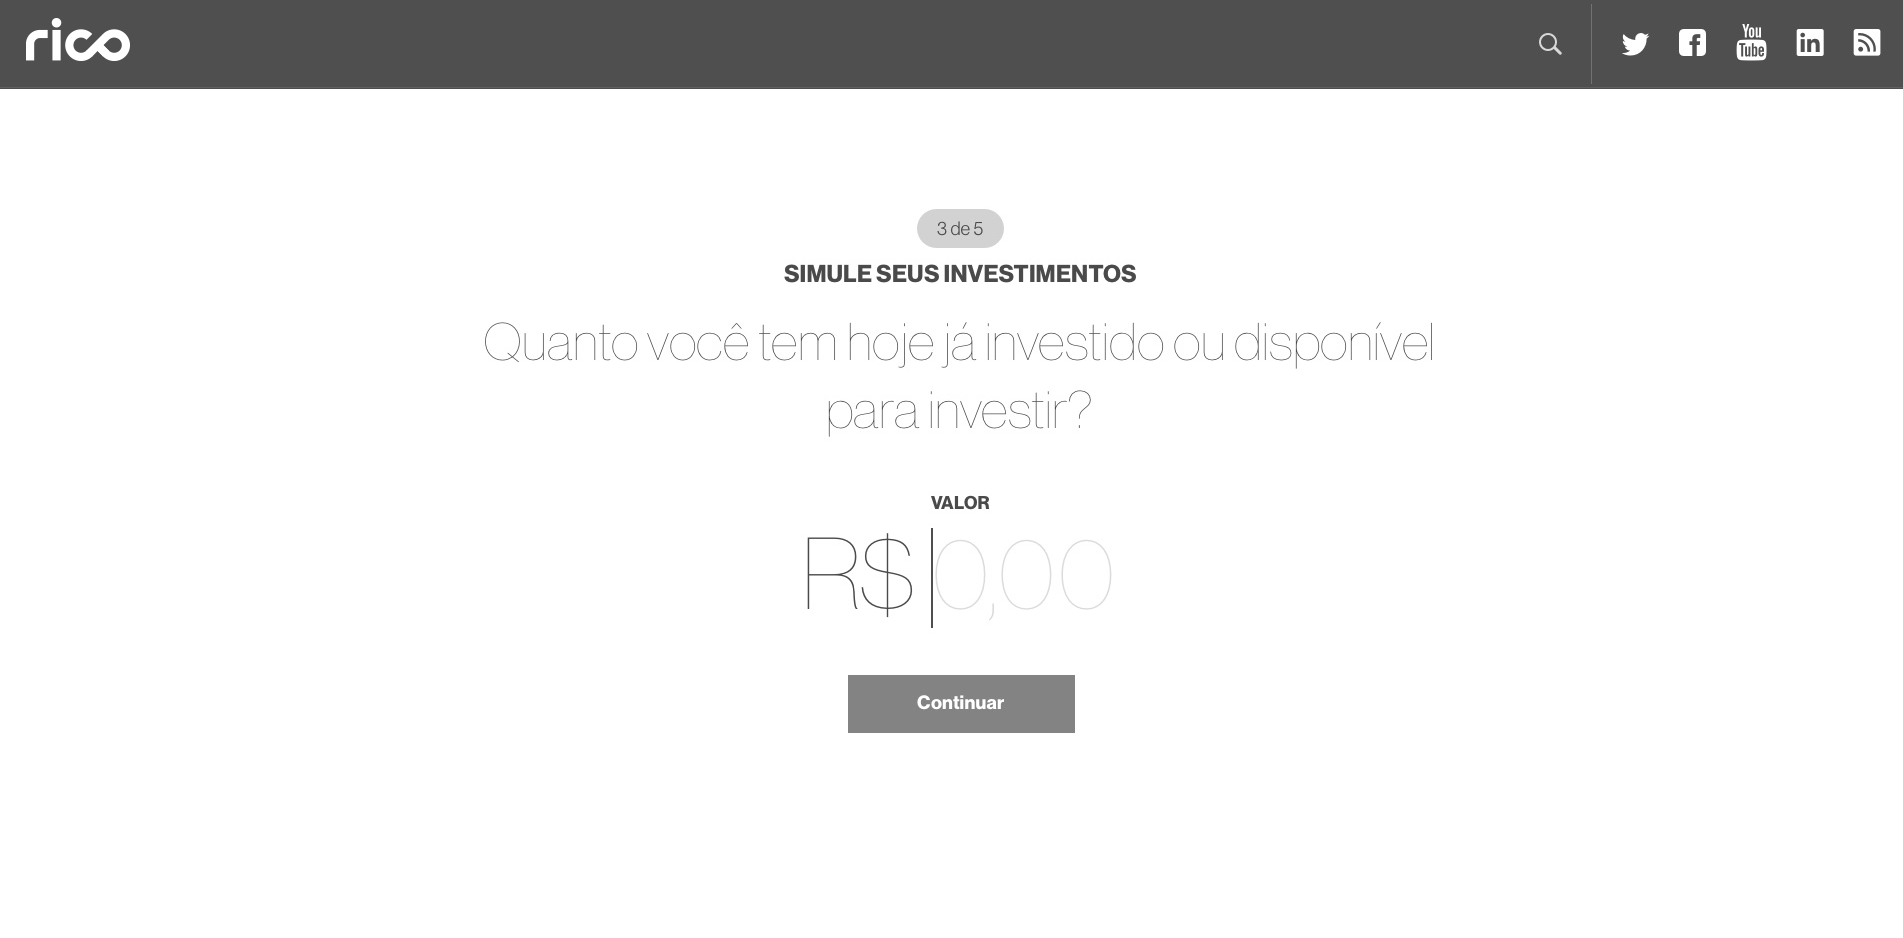 rico
You
Tube
in
3 de 5
SIMULE SEUS INVESTIMENTOS
Quanto você tem hoje já investido ou disponível
para investir?
VALOR
R$ 0,00
Continuar